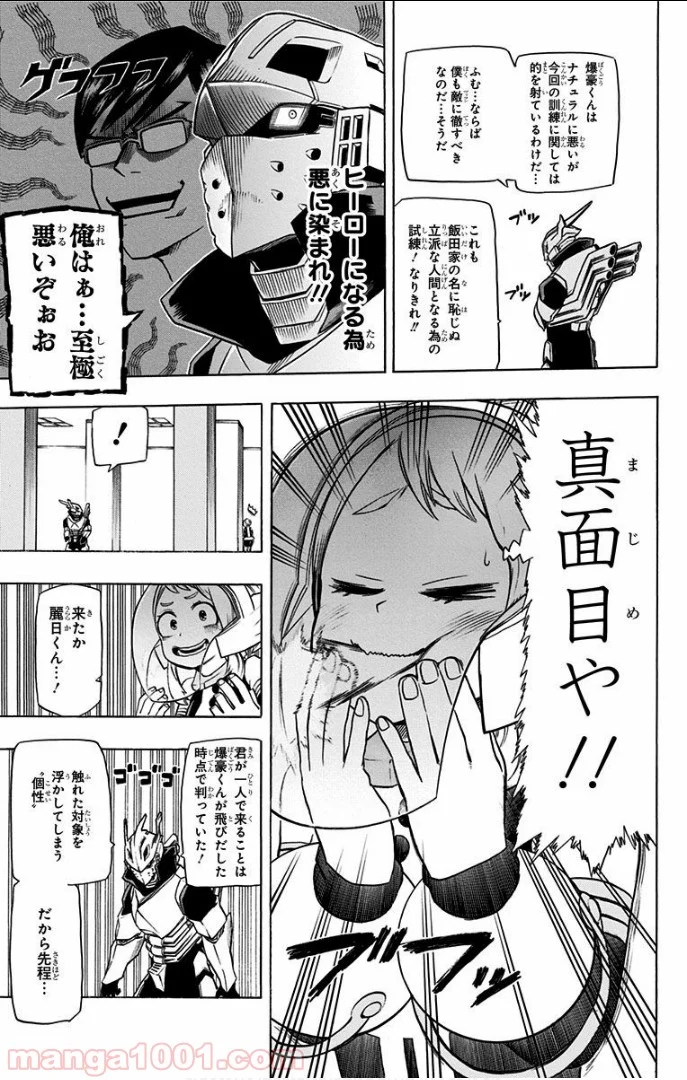 爆豪くんは
ナチュラルに悪いが
今回の訓練に関しては
的を射ているわけだ…
ふむ…ならば
僕も敵に徹すべき
なのだ…そうだ
ブツ
これも
飯田家の名に恥じぬ
立派な人間となる為の
試練!なりきれ!!
ブツ
ヒーローになる為
悪に染まれ!!
ゲフフフ
俺はぁ…至極
悪いぞぉお
真面目や!!
ブフッ
!
来たか
麗日くん…!
君が一人で来ることは
爆豪くんが飛びだした
時点で判っていた!
ゴゴゴゴ
触れた対象を
浮かしてしまう
“個性”
だから先程…
manga1001.com